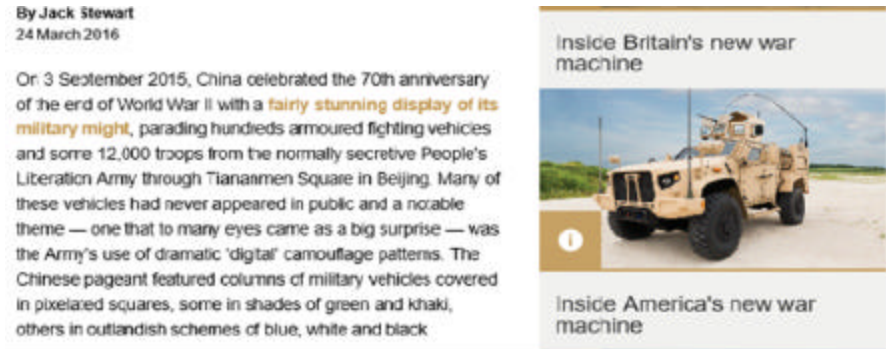 By Jack Stewart
24 March 2016
On 3 September 2015, China celebrated the 70th anniversary
of the end of World War II with a fairly stunning display of its
military might, parading hundreds armoured fighting vehicles
and some 12,000 troops from the normally secretive People's
Liberation Army through Tiananmen Square in Beijing. Many of
these vehicles had never appeared in public and a notable
theme — one that to many eyes came as a big surprise — was
the Army's use of dramatic 'digital' camouflage patterns. The
Chinese pageant featured columns of military vehicles covered
in pixelated squares, some in shades of green and khaki,
others in outlandish schemes of blue, white and black
Inside Britain's new war
machine
i
Inside America's new war
machine